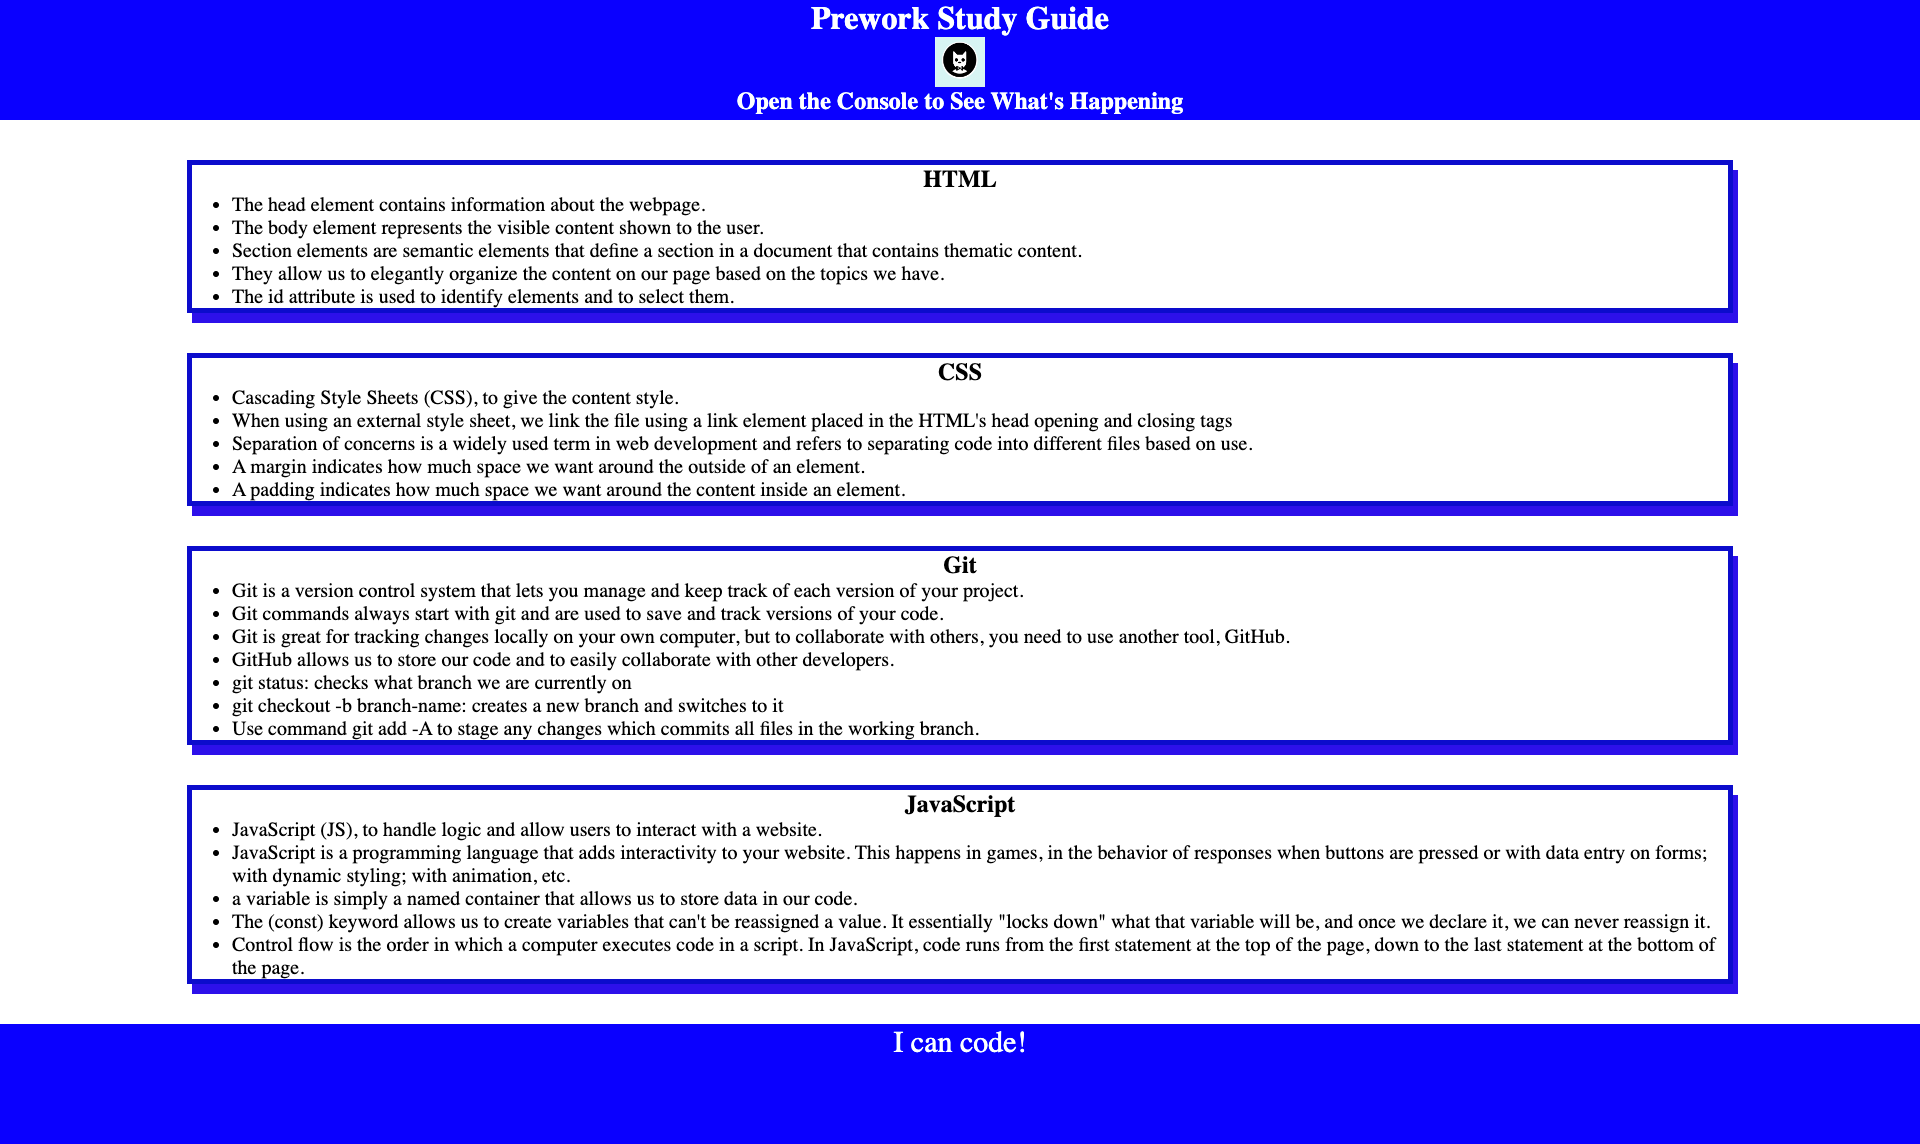 Prework Study Guide
Open the Console to See What's Happening
HTML
• The head element contains information about the webpage.
• The body element represents the visible content shown to the user.
• Section elements are semantic elements that define a section in a document that contains thematic content.
• They allow us to elegantly organize the content on our page based on the topics we have.
• The id attribute is used to identify elements and to select them.
CSS
• Cascading Style Sheets (CSS), to give the content style.
• When using an external style sheet, we link the file using a link element placed in the HTML's head opening and closing tags
• Separation of concerns is a widely used term in web development and refers to separating code into different files based on use.
• A margin indicates how much space we want around the outside of an element.
• A padding indicates how much space we want around the content inside an element.
Git
• Git is a version control system that lets you manage and keep track of each version of your project.
• Git commands always start with git and are used to save and track versions of your code.
• Git is great for tracking changes locally on your own computer, but to collaborate with others, you need to use another tool, GitHub.
• GitHub allows us to store our code and to easily collaborate with other developers.
• git status: checks what branch we are currently on
• git checkout -b branch-name: creates a new branch and switches to it
• Use command git add -A to stage any changes which commits all files in the working branch.
JavaScript
• JavaScript (JS), to handle logic and allow users to interact with a website.
• JavaScript is a programming language that adds interactivity to your website. This happens in games, in the behavior of responses when buttons are pressed or with data entry on forms;
with dynamic styling; with animation, etc.
• a variable is simply a named container that allows us to store data in our code.
• The (const) keyword allows us to create variables that can't be reassigned a value. It essentially "locks down" what that variable will be, and once we declare it, we can never reassign it.
• Control flow is the order in which a computer executes code in a script. In JavaScript, code runs from the first statement at the top of the page, down to the last statement at the bottom of
the page.
I can code!